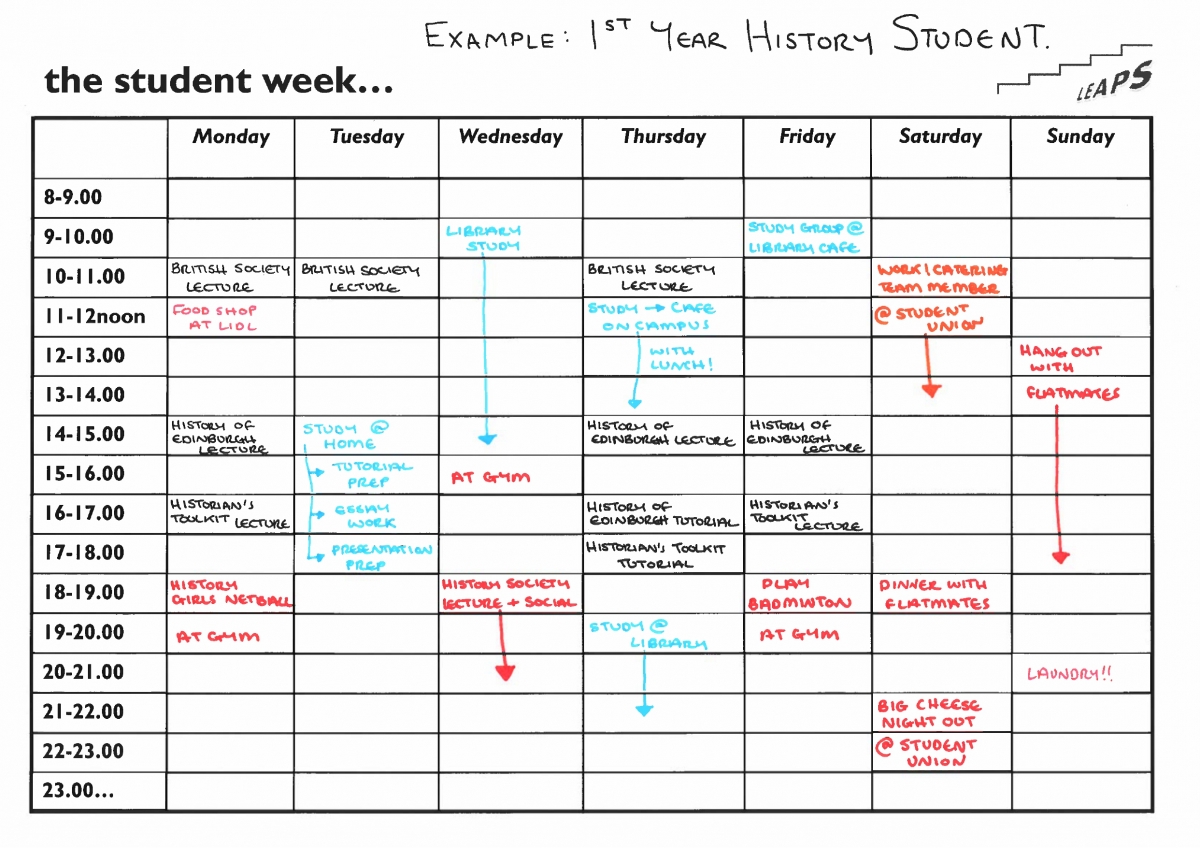 EXAMPLE: 1ST YEAR HISTORY STUDENT.
the student week...
LEAPS
Monday Tuesday Wednesday Thursday Friday Saturday Sunday
8-9.00
9-10.00
LIBRARY
STUDY
STUDY GROUP @
LIBRARY CAFE
10-11.00
BRITISH SOCIETY
LECTURE
BRITISH SOCIETY
LECTURE
BRITISH SOCIETY
LECTURE
WORK | CATERING
TEAM MEMBER
11-12noon
FOOD SHOP
AT LIDL
STUDY → CAFE
ON CAMPUS
@ STUDENT
UNION
12-13.00
WITH
LUNCH!
HANG OUT
WITH
13-14.00
FLATMATES
14-15.00
HISTORY OF
EDINBURGH
LECTURE
STUDY @
HOME
HISTORY OF
EDINBURGH LECTURE
HISTORY OF
EDINBURGH
LECTURE
15-16.00
TUTORIAL
PREP
AT GYM
16-17.00
HISTORIAN'S
TOOLKIT LECTURE
ESSAY
WORK
HISTORY OF
EDINBURGH TUTORIAL
HISTORIAN'S
TOOLKIT
LECTURE
17-18.00
PRESENTATION
PREP
HISTORIAN'S TOOLKIT
TUTORIAL
18-19.00
HISTORY
GIRLS NETBALL
HISTORY SOCIETY
LECTURE + SOCIAL
PLAY
BADMINTON
DINNER WITH
FLATMATES
19-20.00
AT GYM
STUDY @
LIBRARY
AT GYM
20-21.00
LAUNDRY!!
21-22.00
BIG CHEESE
NIGHT OUT
22-23.00
@ STUDENT
UNION
23.00...